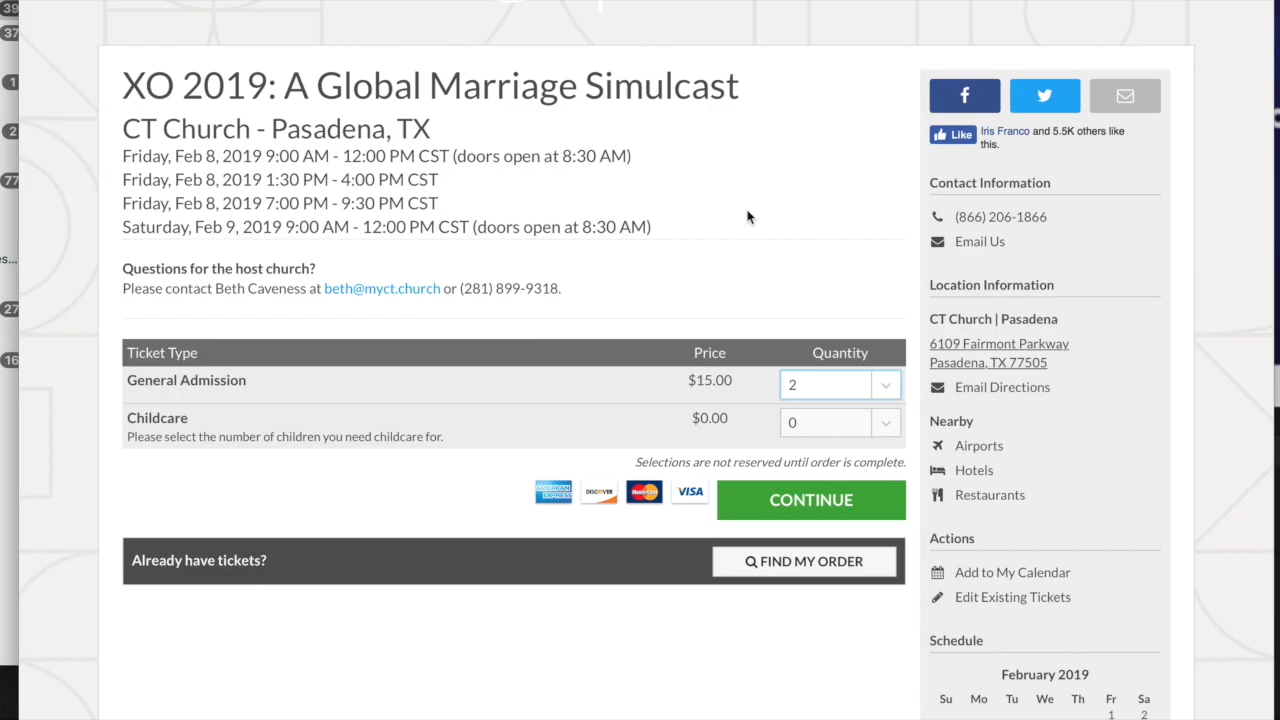 39
37
1
2
77
s...
27
16
XO 2019: A Global Marriage Simulcast
CT Church - Pasadena, TX
Friday, Feb 8, 2019 9:00 AM - 12:00 PM CST (doors open at 8:30 AM)
Friday, Feb 8, 2019 1:30 PM - 4:00 PM CST
Friday, Feb 8, 2019 7:00 PM - 9:30 PM CST
Saturday, Feb 9, 2019 9:00 AM - 12:00 PM CST (doors open at 8:30 AM)
Questions for the host church?
Please contact Beth Caveness at beth@myct.church or (281) 899-9318.
Ticket Type Price Quantity
General Admission $15.00 2
Childcare $0.00 0
Please select the number of children you need childcare for.
Selections are not reserved until order is complete.
AMERICAN EXPRESS DISCOVER MasterCard VISA CONTINUE
Already have tickets? FIND MY ORDER
f
Like Iris Franco and 5.5K others like
this.
Contact Information
(866) 206-1866
Email Us
Location Information
CT Church | Pasadena
6109 Fairmont Parkway
Pasadena, TX 77505
Email Directions
Nearby
Airports
Hotels
Restaurants
Actions
Add to My Calendar
Edit Existing Tickets
Schedule
February 2019
Su Mo Tu We Th Fr Sa
1 2